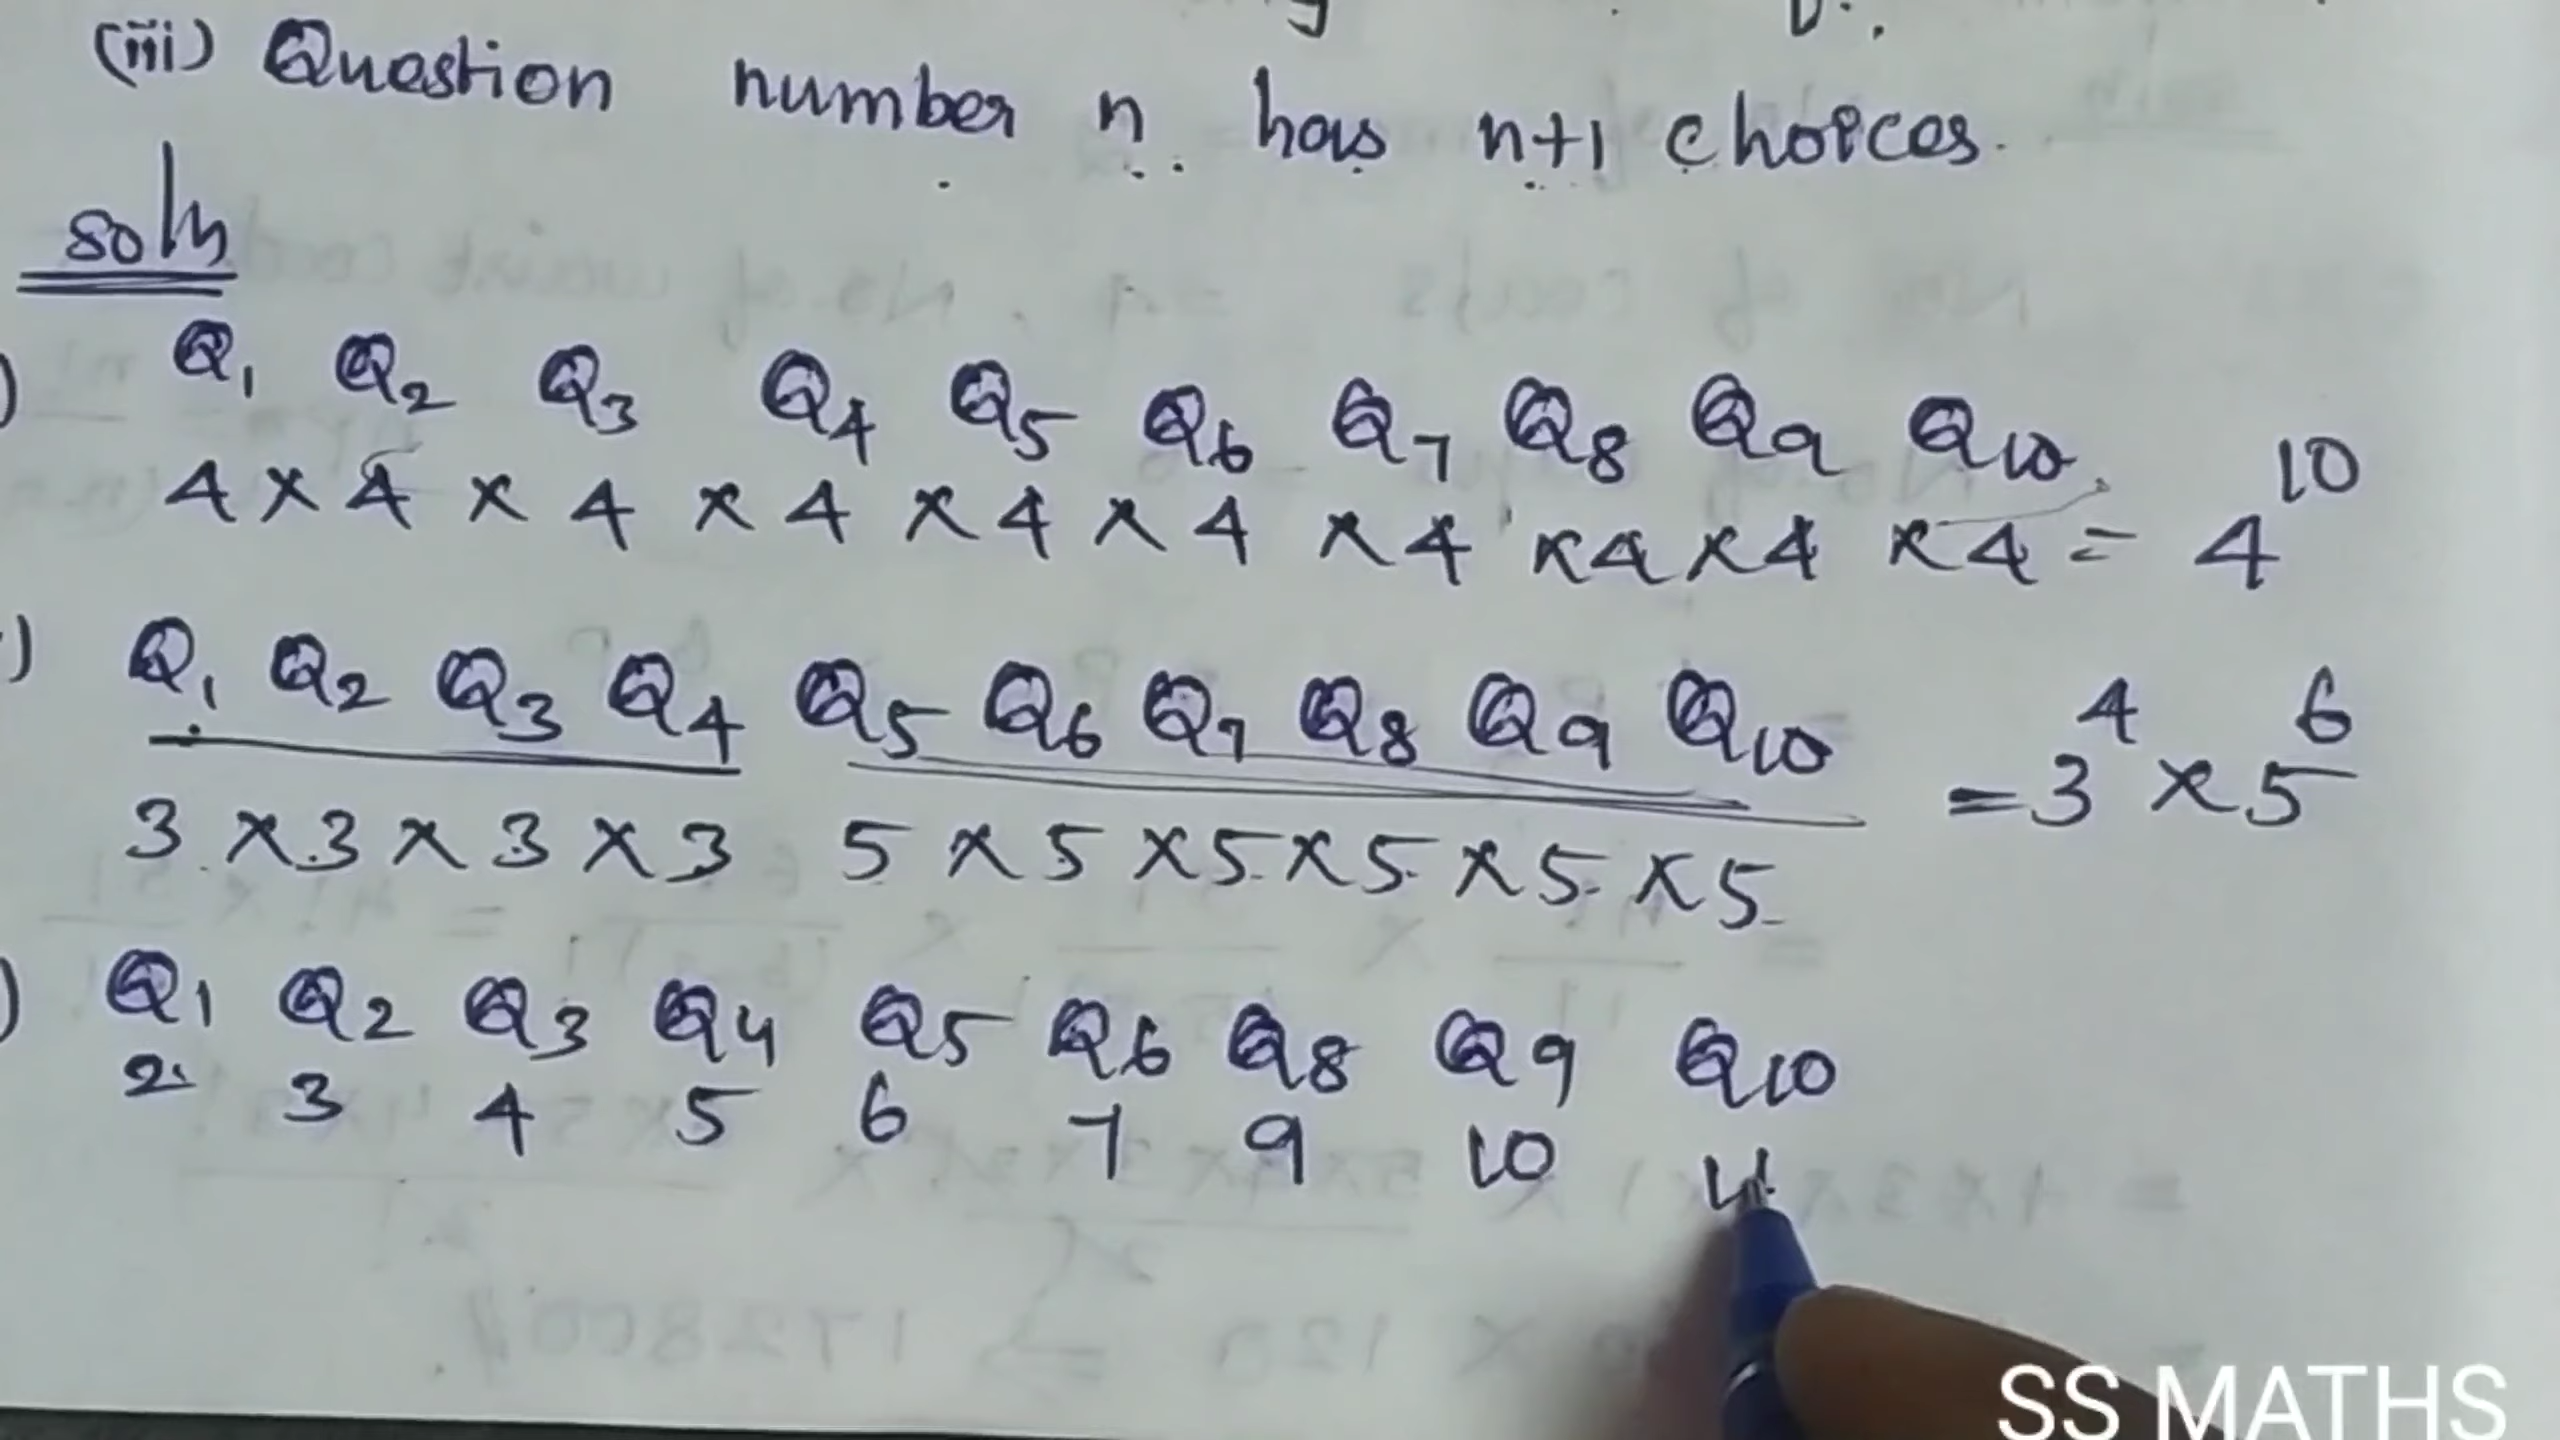 (iii) Question number n has n+1 choices.
soln
) Q1 Q2 Q3 Q4 Q5 Q6 Q7 Q8 Q9 Q10
4 × 4 × 4 × 4 × 4 × 4 × 4 × 4 × 4 × 4 = 4^10
) Q1 Q2 Q3 Q4 Q5 Q6 Q7 Q8 Q9 Q10 = 3^4 × 5^6
3 × 3 × 3 × 3 5 × 5 × 5 × 5 × 5 × 5
) Q1 Q2 Q3 Q4 Q5 Q6 Q8 Q9 Q10
2 3 4 5 6 7 9 10 11
SS MATHS